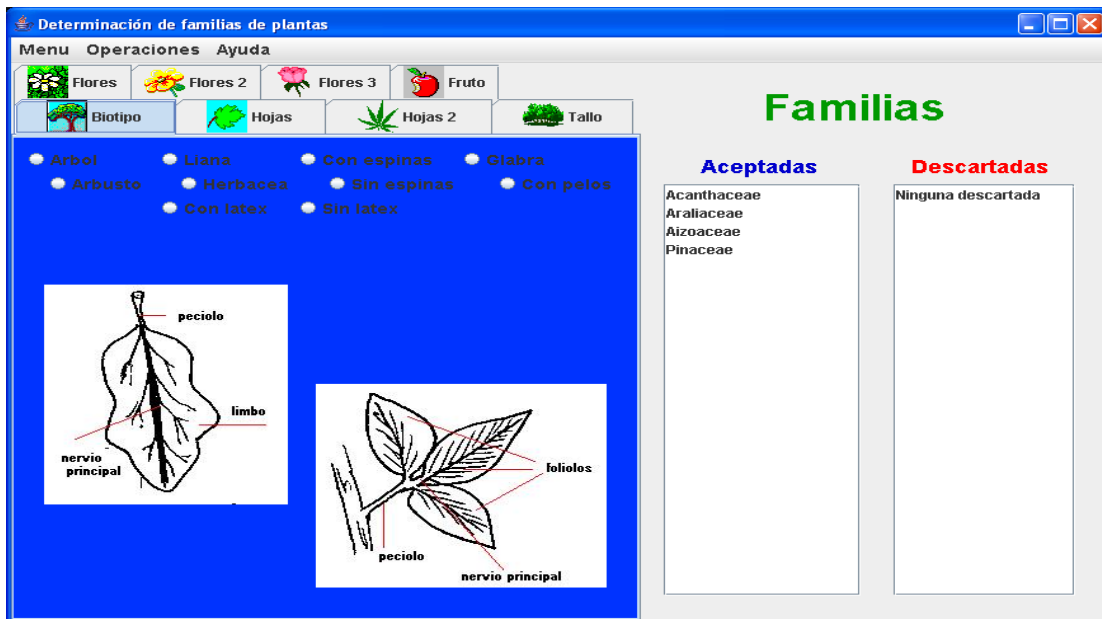 Determinación de familias de plantas
Menu Operaciones Ayuda
Flores Flores 2 Flores 3 Fruto
Biotipo Hojas Hojas 2 Tallo
Arbol Liana Con espinas Glabra
Arbusto Herbacea Sin espinas Con pelos
Con latex Sin latex
peciolo
limbo
nervio
principal
foliolos
peciolo
nervio principal
Familias
Aceptadas
Acanthaceae
Araliaceae
Aizoaceae
Pinaceae
Descartadas
Ninguna descartada